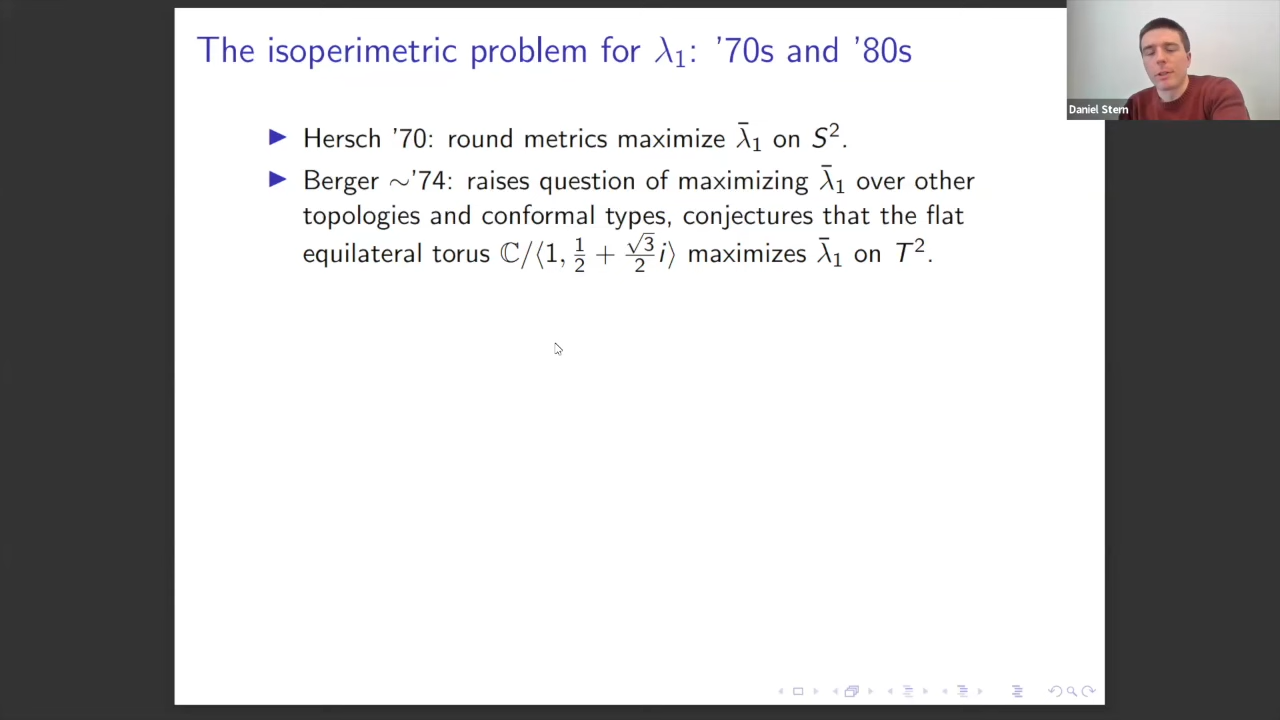 The isoperimetric problem for λ₁: ’70s and ’80s
Daniel Stern
▶ Hersch ’70: round metrics maximize λ̄₁ on S².
▶ Berger ∼’74: raises question of maximizing λ̄₁ over other
topologies and conformal types, conjectures that the flat
equilateral torus ℂ/⟨1, 1/2 + √3/2 i⟩ maximizes λ̄₁ on T².